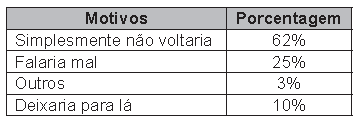 Motivos Porcentagem
Simplesmente não voltaria 62%
Falaria mal 25%
Outros 3%
Deixaria para lá 10%